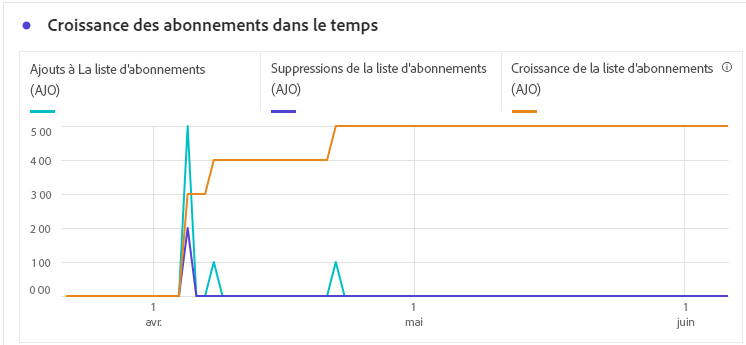 Croissance des abonnements dans le temps
Ajouts à La liste d'abonnements
(AJO)
Suppressions de la liste d'abonnements
(AJO)
Croissance de la liste d'abonnements
(AJO)
5 00
4 00
3 00
2 00
1 00
0 00
1
avr.
1
mai
1
juin